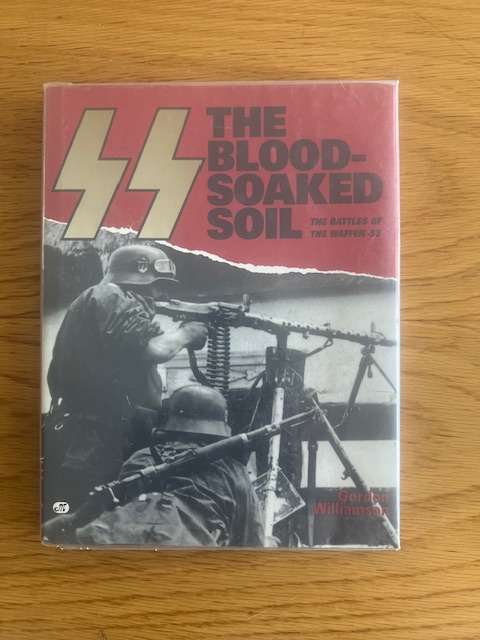 SS
THE
BLOOD-
SOAKED
SOIL
THE BATTLES OF
THE WAFFEN-SS
Gordon
Williamson